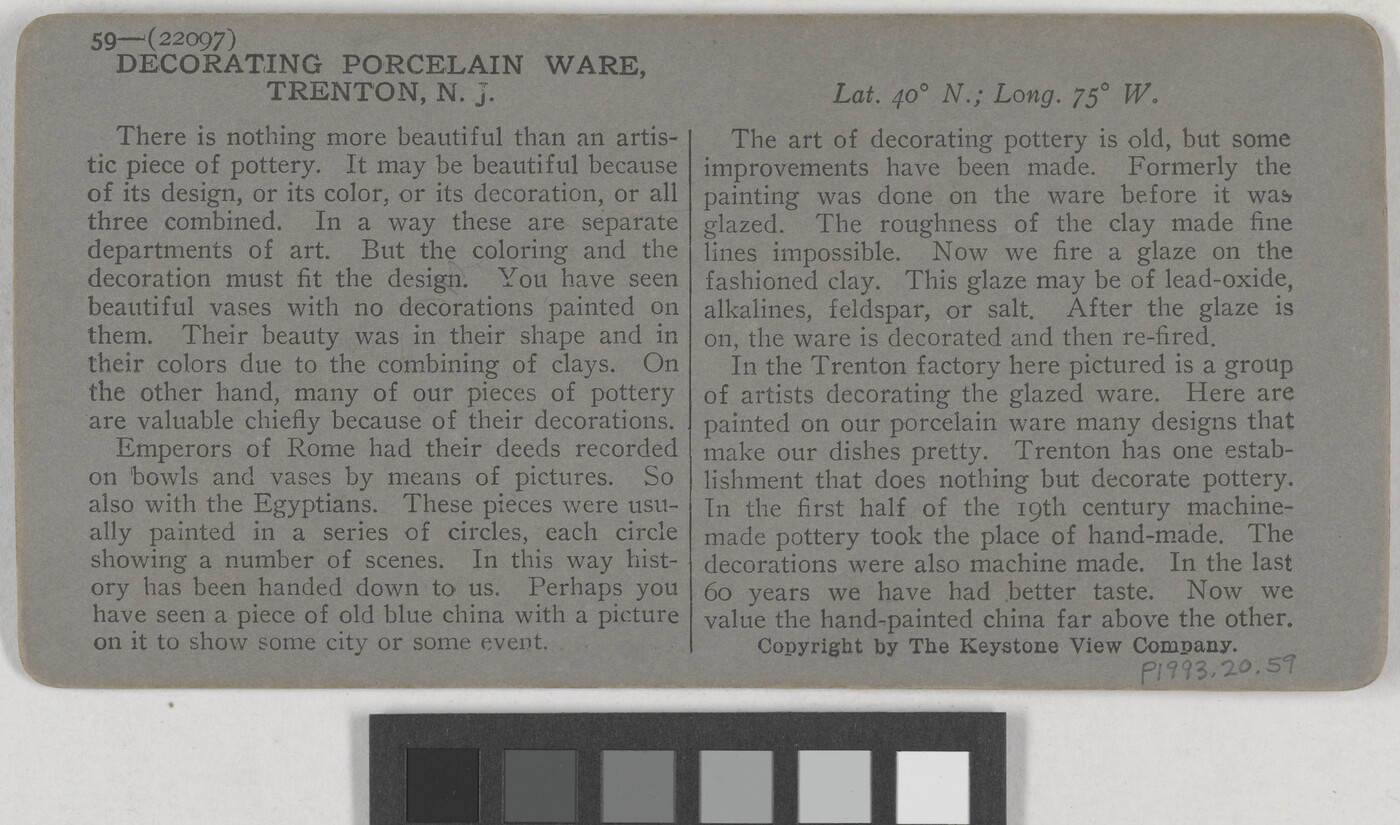 59—(22097)
DECORATING PORCELAIN WARE,
TRENTON, N. J.
Lat. 40° N.; Long. 75° W.
There is nothing more beautiful than an artis-
tic piece of pottery. It may be beautiful because
of its design, or its color, or its decoration, or all
three combined. In a way these are separate
departments of art. But the coloring and the
decoration must fit the design. You have seen
beautiful vases with no decorations painted on
them. Their beauty was in their shape and in
their colors due to the combining of clays. On
the other hand, many of our pieces of pottery
are valuable chiefly because of their decorations.
Emperors of Rome had their deeds recorded
on bowls and vases by means of pictures. So
also with the Egyptians. These pieces were usu-
ally painted in a series of circles, each circle
showing a number of scenes. In this way hist-
ory has been handed down to us. Perhaps you
have seen a piece of old blue china with a picture
on it to show some city or some event.
The art of decorating pottery is old, but some
improvements have been made. Formerly the
painting was done on the ware before it was
glazed. The roughness of the clay made fine
lines impossible. Now we fire a glaze on the
fashioned clay. This glaze may be of lead-oxide,
alkalines, feldspar, or salt. After the glaze is
on, the ware is decorated and then re-fired.
In the Trenton factory here pictured is a group
of artists decorating the glazed ware. Here are
painted on our porcelain ware many designs that
make our dishes pretty. Trenton has one estab-
lishment that does nothing but decorate pottery.
In the first half of the 19th century machine-
made pottery took the place of hand-made. The
decorations were also machine made. In the last
60 years we have had better taste. Now we
value the hand-painted china far above the other.
Copyright by The Keystone View Company.
P1993.20.59